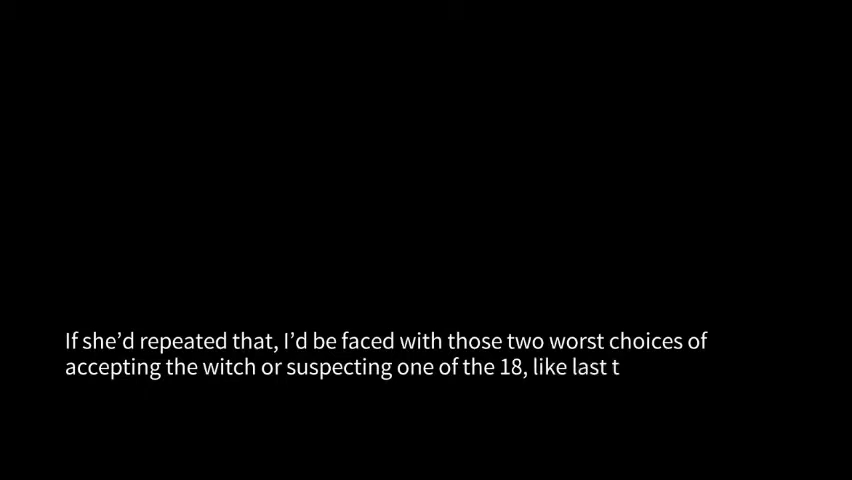 If she’d repeated that, I’d be faced with those two worst choices of
accepting the witch or suspecting one of the 18, like last t